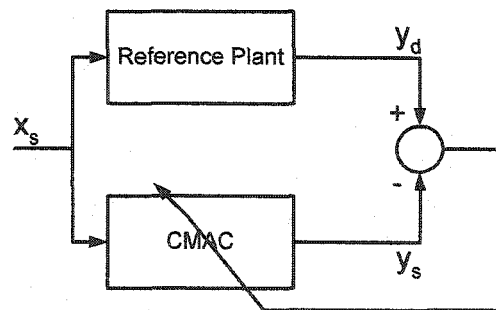 Reference Plant
y_d
+
x_s
-
CMAC
y_s